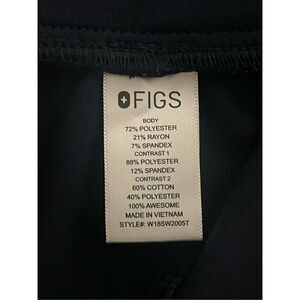 FIGS
BODY
72% POLYESTER
21% RAYON
7% SPANDEX
CONTRAST 1
88% POLYESTER
12% SPANDEX
CONTRAST 2
60% COTTON
40% POLYESTER
100% AWESOME
MADE IN VIETNAM
STYLE#: W18SW2005T